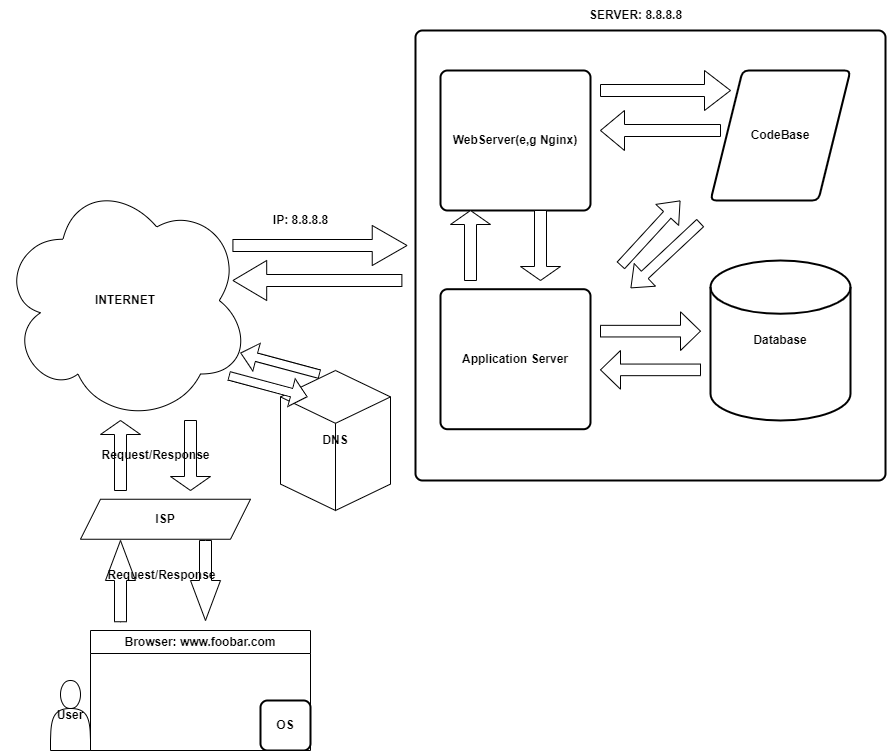 SERVER: 8.8.8.8
WebServer(e,g Nginx)
CodeBase
IP: 8.8.8.8
INTERNET
Application Server
Database
DNS
Request/Response
ISP
Request/Response
Browser: www.foobar.com
User
OS